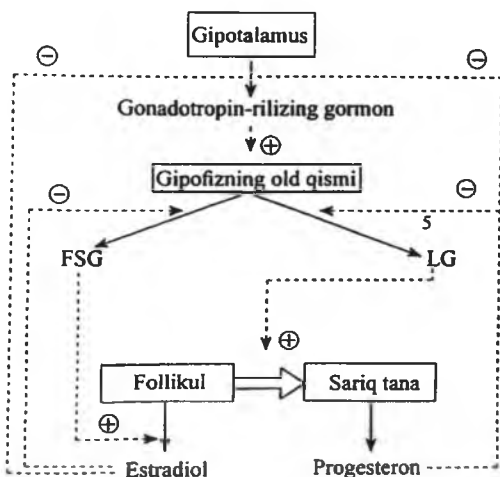 Gipotalamus
Gonadotropin-rilizing gormon
Gipofizning old qismi
5
FSG
LG
Follikul
Sariq tana
Estradiol
Progesteron